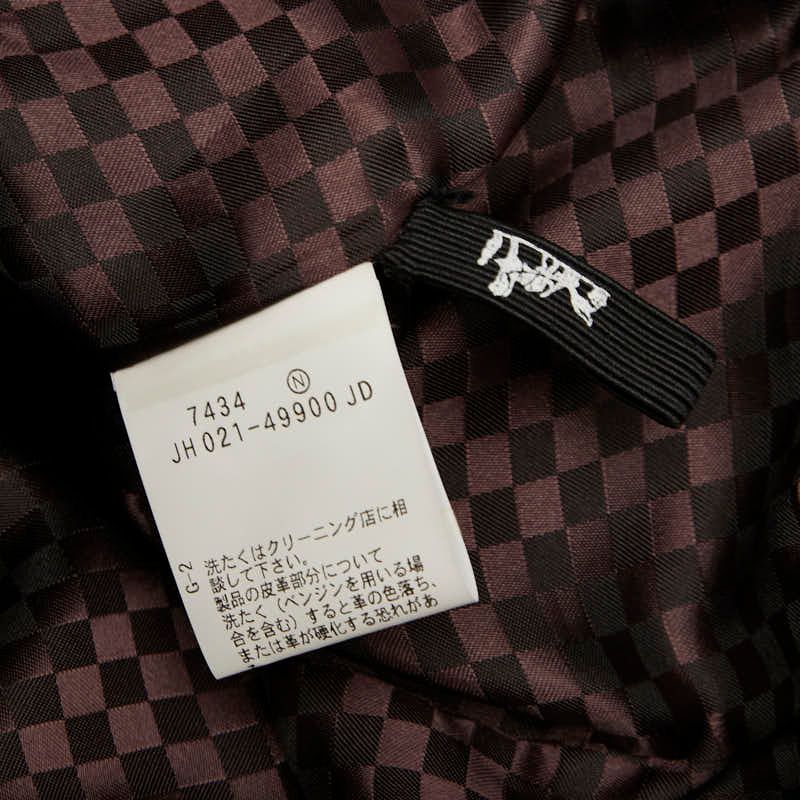 7434 Ⓝ
JH 021-49900 JD
G-2
洗たくはクリーニング店に相
談して下さい。
製品の皮革部分について
洗たく(ベンジンを用いる場
合を含む)すると革の色落ち、
または革が硬化する恐れがあ